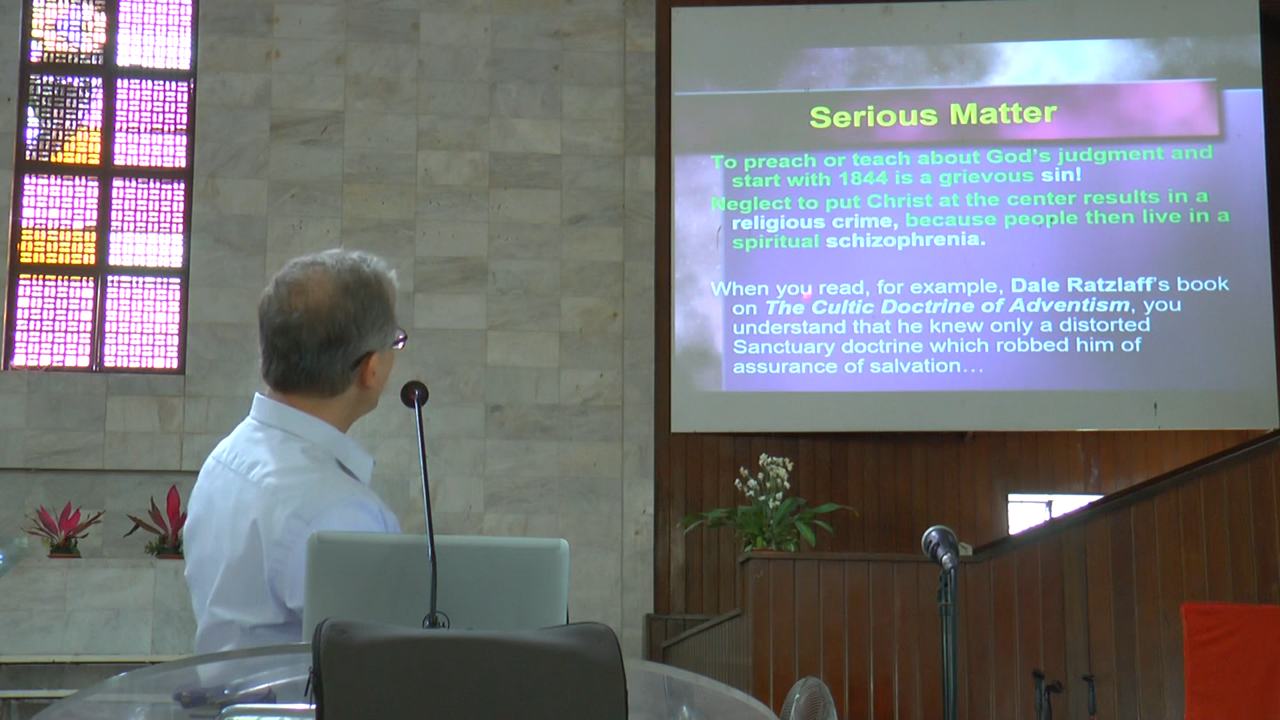 Serious Matter
To preach or teach about God's judgment and
start with 1844 is a grievous sin!
Neglect to put Christ at the center results in a
religious crime, because people then live in a
spiritual schizophrenia.
When you read, for example, Dale Ratzlaff's book
on The Cultic Doctrine of Adventism, you
understand that he knew only a distorted
Sanctuary doctrine which robbed him of
assurance of salvation…